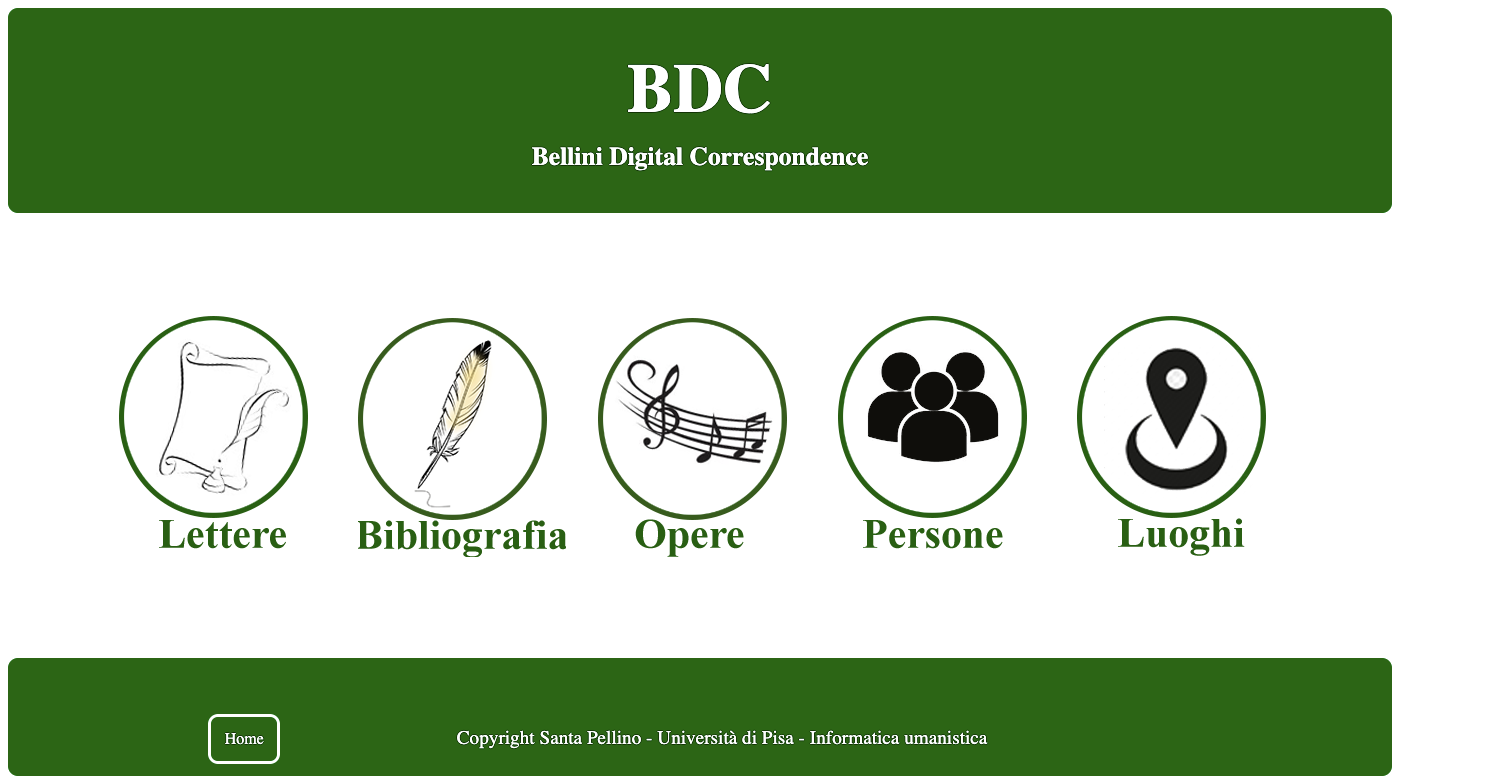 BDC
Bellini Digital Correspondence
Lettere
Bibliografia
Opere
Persone
Luoghi
Home
Copyright Santa Pellino - Università di Pisa - Informatica umanistica